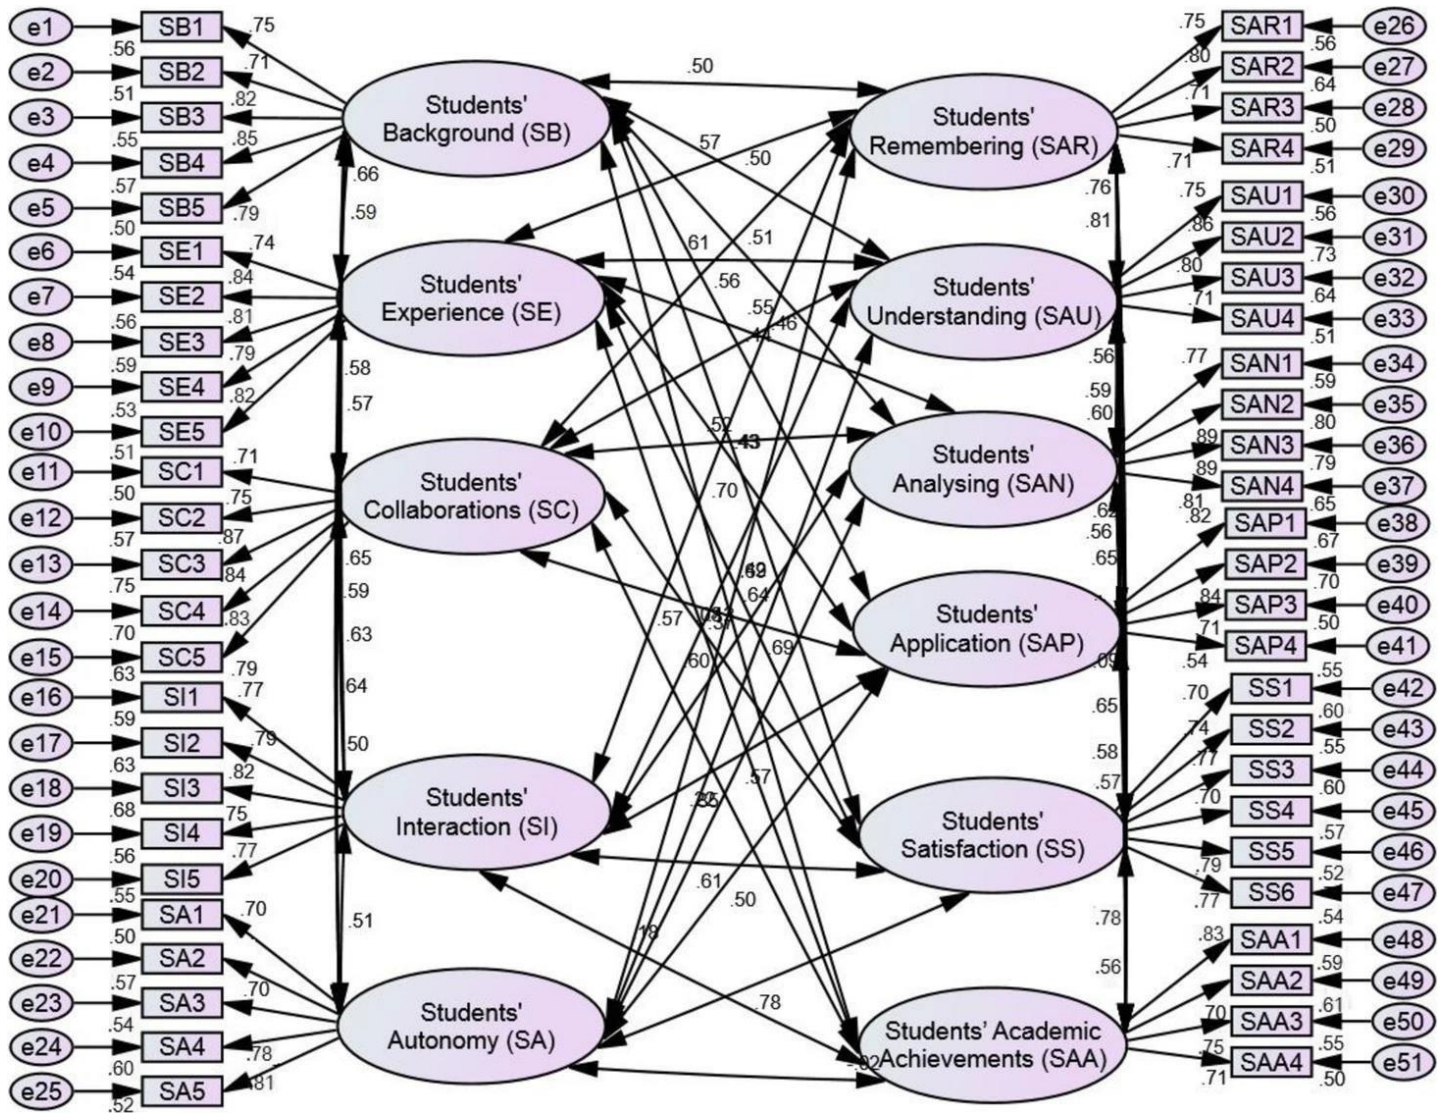 e1
SB1
.75
.56
e2
SB2
.71
.51
e3
SB3
.82
.55
e4
SB4
.85
.57
e5
SB5
.79
.50
e6
SE1
.74
.54
e7
SE2
.84
.56
e8
SE3
.81
.59
e9
SE4
.79
.53
e10
SE5
.82
.51
e11
SC1
.71
.50
e12
SC2
.75
.57
e13
SC3
.87
.75
e14
SC4
.84
.70
e15
SC5
.83
.63
e16
SI1
.79
.77
.59
e17
SI2
.79
.63
e18
SI3
.82
.68
e19
SI4
.75
.56
e20
SI5
.77
.55
e21
SA1
.70
.50
e22
SA2
.57
e23
SA3
.70
.54
e24
SA4
.78
.60
e25
SA5
.81
.52
Students'
Background (SB)
.66
.59
Students'
Experience (SE)
.58
.57
Students'
Collaborations (SC)
.65
.59
.63
.64
.50
Students'
Interaction (SI)
.51
Students'
Autonomy (SA)
.50
.57
.50
.61
.51
.56
.55
.46
.52
.43
.70
.64
.57
.60
.69
.57
.61
.50
.18
.78
-.02
Students'
Remembering (SAR)
.76
.81
Students'
Understanding (SAU)
.56
.59
.60
Students'
Analysing (SAN)
.62
.56
.65
Students'
Application (SAP)
.09
.65
.58
.57
Students'
Satisfaction (SS)
.78
.56
Students' Academic
Achievements (SAA)
.75
SAR1
e26
.56
.80
SAR2
e27
.64
.71
SAR3
e28
.50
.71
SAR4
e29
.51
.75
SAU1
e30
.56
.86
SAU2
e31
.73
.80
SAU3
e32
.64
.71
SAU4
e33
.51
.77
SAN1
e34
.59
SAN2
e35
.80
.89
SAN3
e36
.79
.89
SAN4
e37
.65
.81
.82
SAP1
e38
.67
SAP2
e39
.70
.84
SAP3
e40
.50
.71
SAP4
e41
.54
.55
.70
SS1
e42
.60
.74
SS2
e43
.55
.77
SS3
e44
.60
.70
SS4
e45
.57
SS5
e46
.79
.52
SS6
e47
.77
.54
.83
SAA1
e48
.59
SAA2
e49
.61
.70
SAA3
e50
.55
.75
SAA4
e51
.71
.50